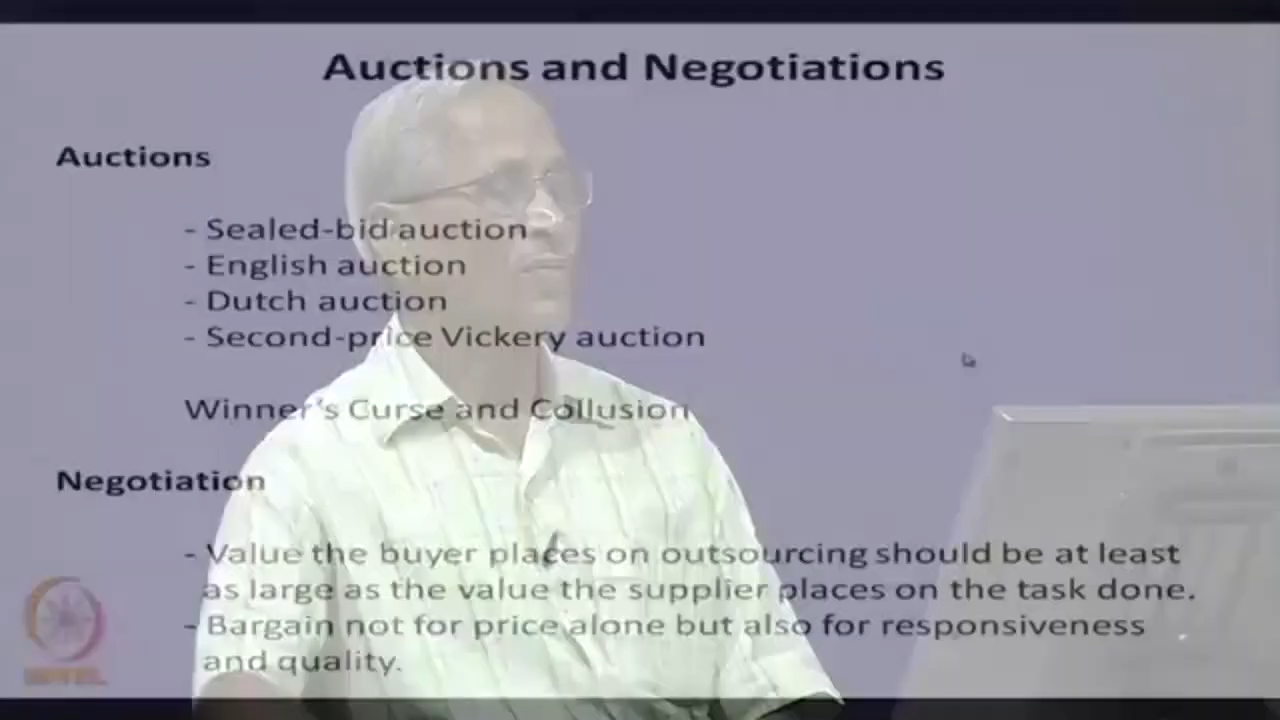 Auctions and Negotiations
Auctions
- Sealed-bid auction
- English auction
- Dutch auction
- Second-price Vickery auction
Winner's Curse and Collusion
Negotiation
- Value the buyer places on outsourcing should be at least
as large as the value the supplier places on the task done.
- Bargain not for price alone but also for responsiveness
and quality.